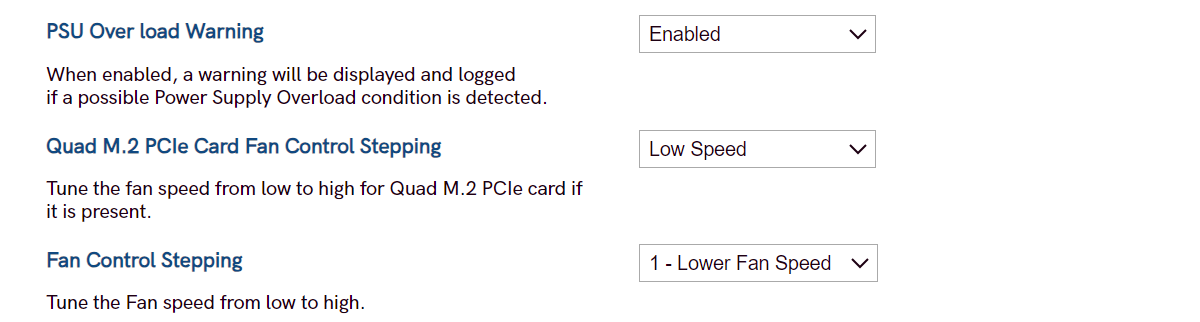 PSU Over load Warning
Enabled
When enabled, a warning will be displayed and logged
if a possible Power Supply Overload condition is detected.
Quad M.2 PCIe Card Fan Control Stepping
Low Speed
Tune the fan speed from low to high for Quad M.2 PCIe card if
it is present.
Fan Control Stepping
1 - Lower Fan Speed
Tune the Fan speed from low to high.